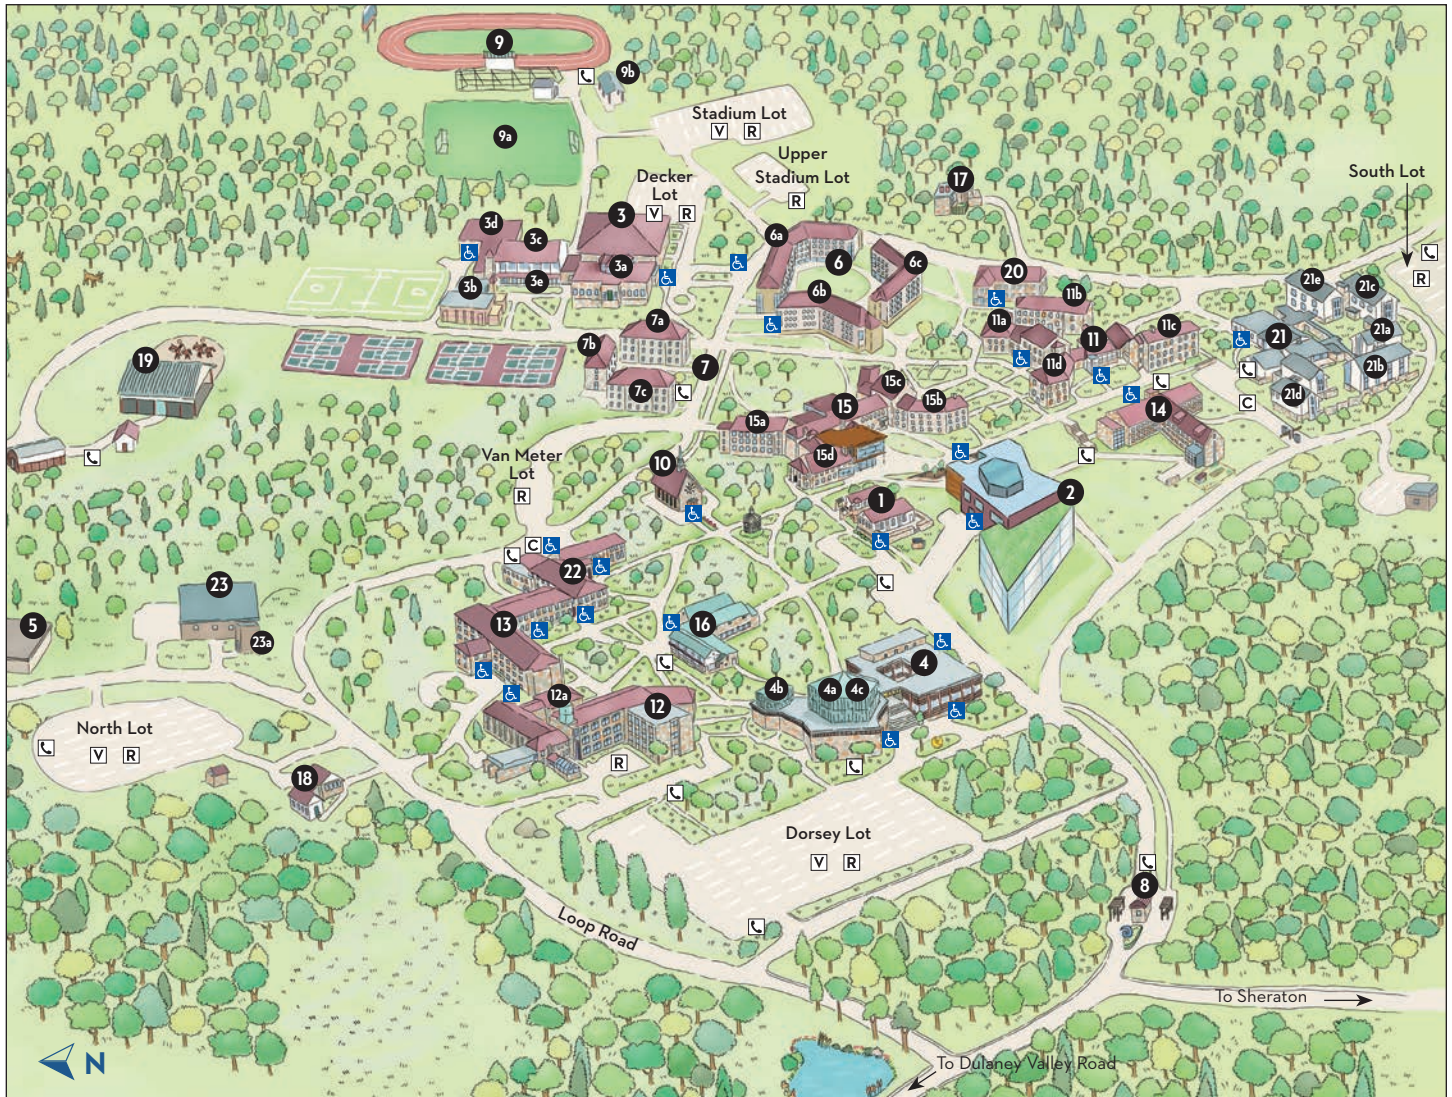 9
9b
9a
Stadium Lot
V R
Upper
Stadium Lot
R
Decker
Lot
V R
17
South Lot
R
3d
3c
3
3a
3e
3b
6a
6
6c
6b
20
11b
11a
11
11c
11d
21e
21c
21
21a
21b
21d
C
7a
7b
7
7c
19
15c
15
15b
15a
15d
14
Van Meter
Lot
R
10
1
2
C
22
23
23a
5
13
16
4
4b
4a
4c
12a
12
R
North Lot
V R
18
Dorsey Lot
V R
8
Loop Road
To Sheraton
To Dulaney Valley Road
N